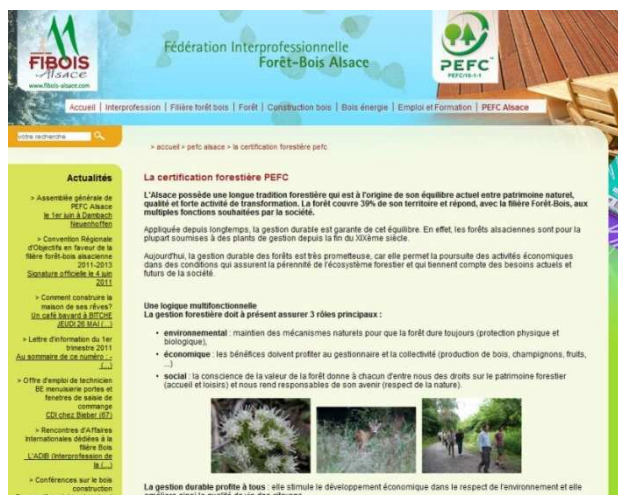 FIBOIS
Alsace
www.fibois-alsace.com
Fédération Interprofessionnelle
Forêt-Bois Alsace
PEFC
PEFC/10-1-1
Accueil | Interprofession | Filière forêt bois | Forêt | Construction bois | Bois énergie | Emploi et Formation | PEFC Alsace
votre recherche
> accueil > pefc alsace > la certification forestière pefc
Actualités
> Assemblée générale de
PEFC Alsace
le 1er juin à Dambach
Neuenhoffen
> Convention Régionale
d'Objectifs en faveur de la
filière forêt-bois alsacienne
2011-2013
Signature officielle le 4 juin
2011
> Comment construire la
maison de ses rêves?
Un café bavard à BITCHE
JEUDI 26 MAI (...)
> Lettre d'information du 1er
trimestre 2011
Au sommaire de ce numéro : -
(...)
> Offre d'emploi de technicien
BE menuiserie portes et
fenetres de saisie de
commange
CDI chez Bieber (67)
> Rencontres d'Affaires
Internationales dédiées à la
filière Bois
L'ADIB (Interprofession de
la (...)
> Conférences sur le bois
construction
La certification forestière PEFC
L'Alsace possède une longue tradition forestière qui est à l'origine de son équilibre actuel entre patrimoine naturel,
qualité et forte activité de transformation. La forêt couvre 39% de son territoire et répond, avec la filière Forêt-Bois, aux
multiples fonctions souhaitées par la société.
Appliquée depuis longtemps, la gestion durable est garante de cet équilibre. En effet, les forêts alsaciennes sont pour la
plupart soumises à des plants de gestion depuis la fin du XIXème siècle.
Aujourd'hui, la gestion durable des forêts est très prometteuse, car elle permet la poursuite des activités économiques
dans des conditions qui assurent la pérennité de l'écosystème forestier et qui tiennent compte des besoins actuels et
futurs de la société.
Une logique multifonctionnelle
La gestion forestière doit à présent assurer 3 rôles principaux :
• environnemental : maintien des mécanismes naturels pour que la forêt dure toujours (protection physique et
biologique),
• économique : les bénéfices doivent profiter au gestionnaire et la collectivité (production de bois, champignons, fruits,
...)
• social : la conscience de la valeur de la forêt donne à chacun d'entre nous des droits sur le patrimoine forestier
(accueil et loisirs) et nous rend responsables de son avenir (respect de la nature).
La gestion durable profite à tous : elle stimule le développement économique dans le respect de l'environnement et elle
améliore ainsi la qualité de vie des citoyens.